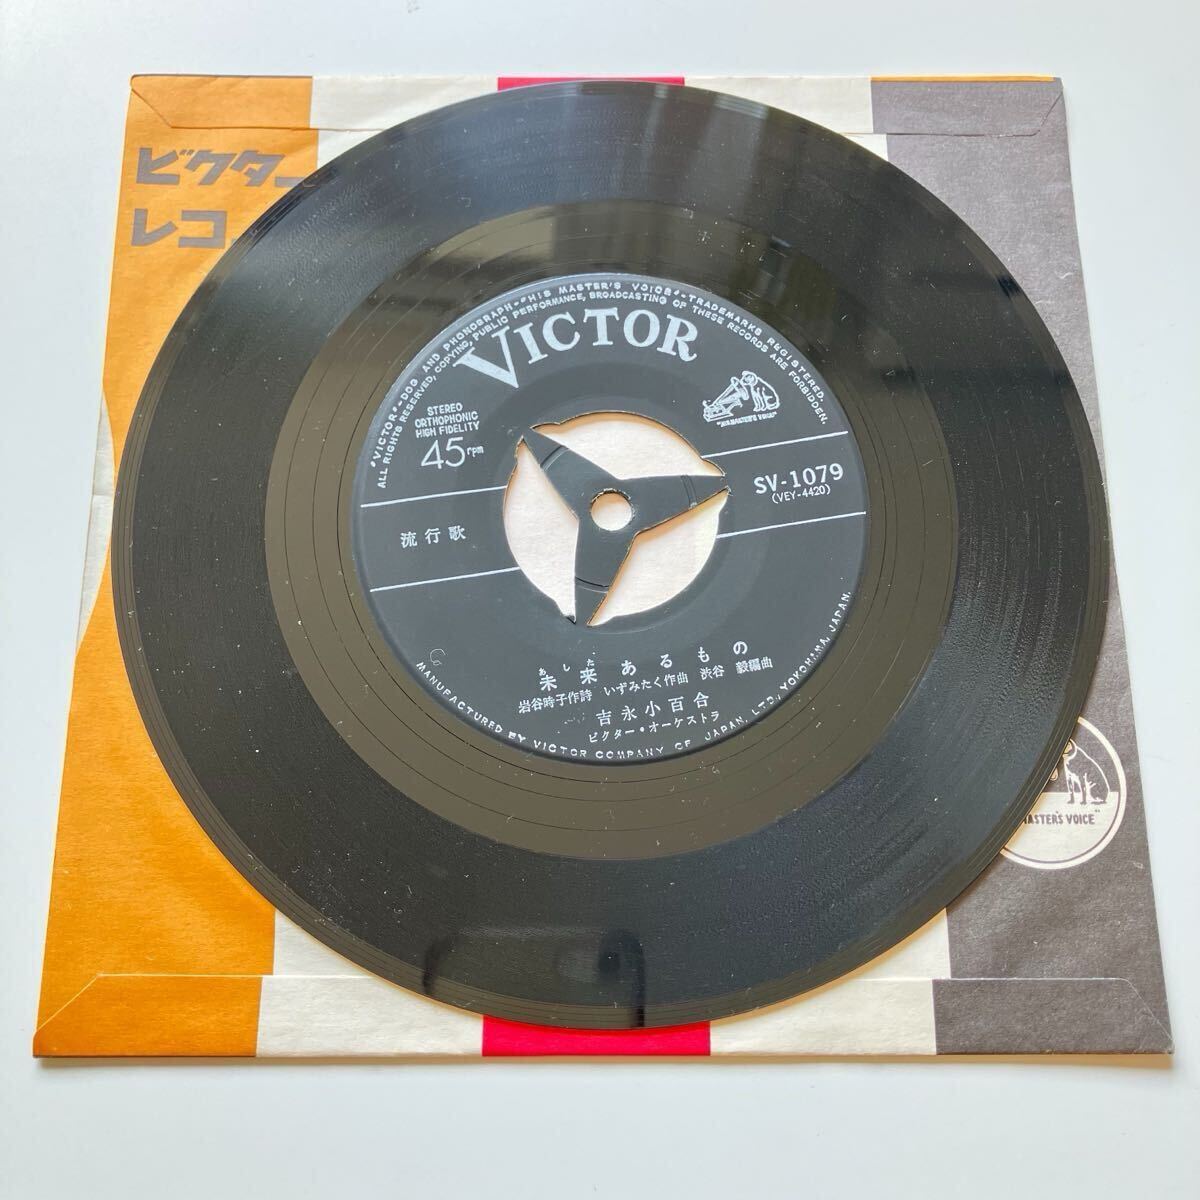 ビクター
レコ
"VICTOR"-DOG AND PHONOGRAPH-"HIS MASTER'S VOICE"-TRADEMARKS REGISTERED.
ALL RIGHTS RESERVED, COPYING, PUBLIC PERFORMANCE, BROADCASTING OF THESE RECORDS ARE FORBIDDEN.
VICTOR
"HIS MASTER'S VOICE"
STEREO
ORTHOPHONIC
HIGH FIDELITY
45rpm
SV-1079
(VEY-4420)
流行歌
あした
未来あるもの
岩谷時子作詩 いずみたく作曲 渋谷 毅編曲
吉永小百合
ビクター・オーケストラ
MANUFACTURED BY VICTOR COMPANY OF JAPAN, LTD., YOKOHAMA, JAPAN.
MASTER'S VOICE"